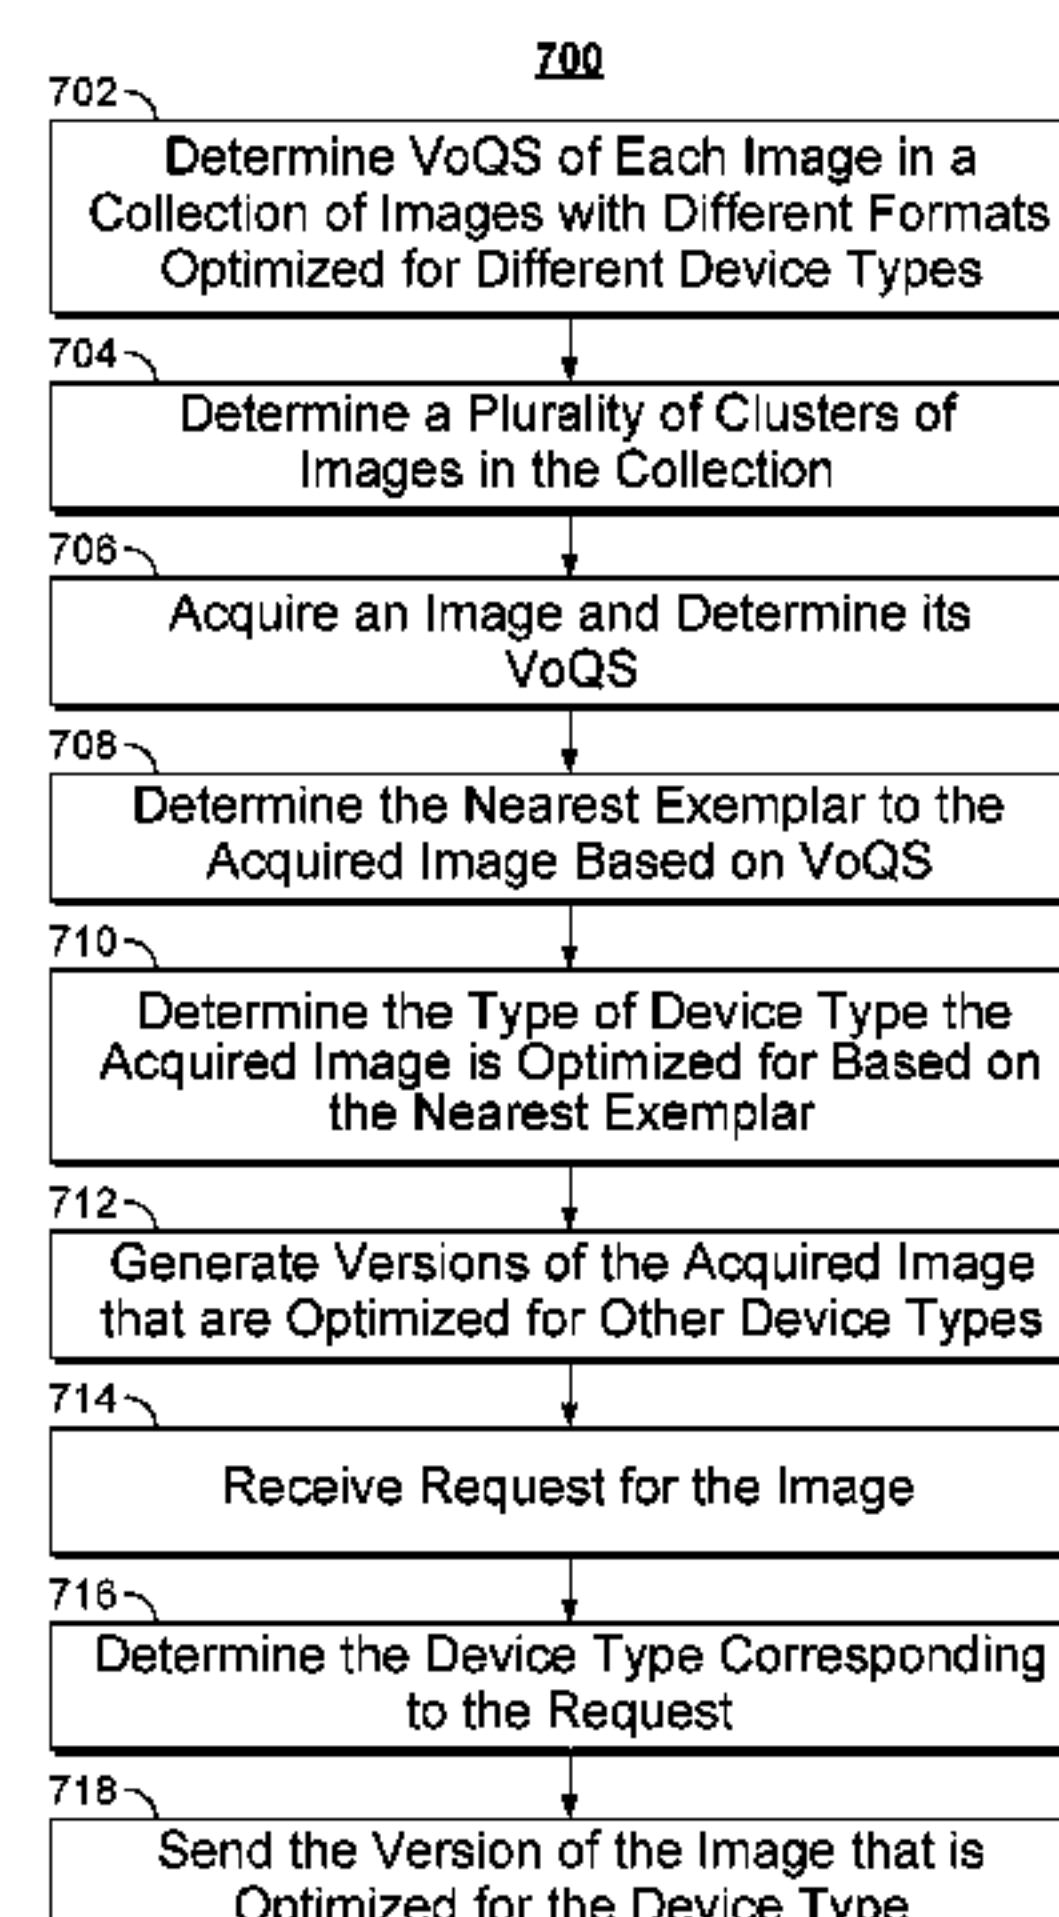 700
702
Determine VoQS of Each Image in a
Collection of Images with Different Formats
Optimized for Different Device Types
704
Determine a Plurality of Clusters of
Images in the Collection
706
Acquire an Image and Determine its
VoQS
708
Determine the Nearest Exemplar to the
Acquired Image Based on VoQS
710
Determine the Type of Device Type the
Acquired Image is Optimized for Based on
the Nearest Exemplar
712
Generate Versions of the Acquired Image
that are Optimized for Other Device Types
714
Receive Request for the Image
716
Determine the Device Type Corresponding
to the Request
718
Send the Version of the Image that is
Optimized for the Device Type